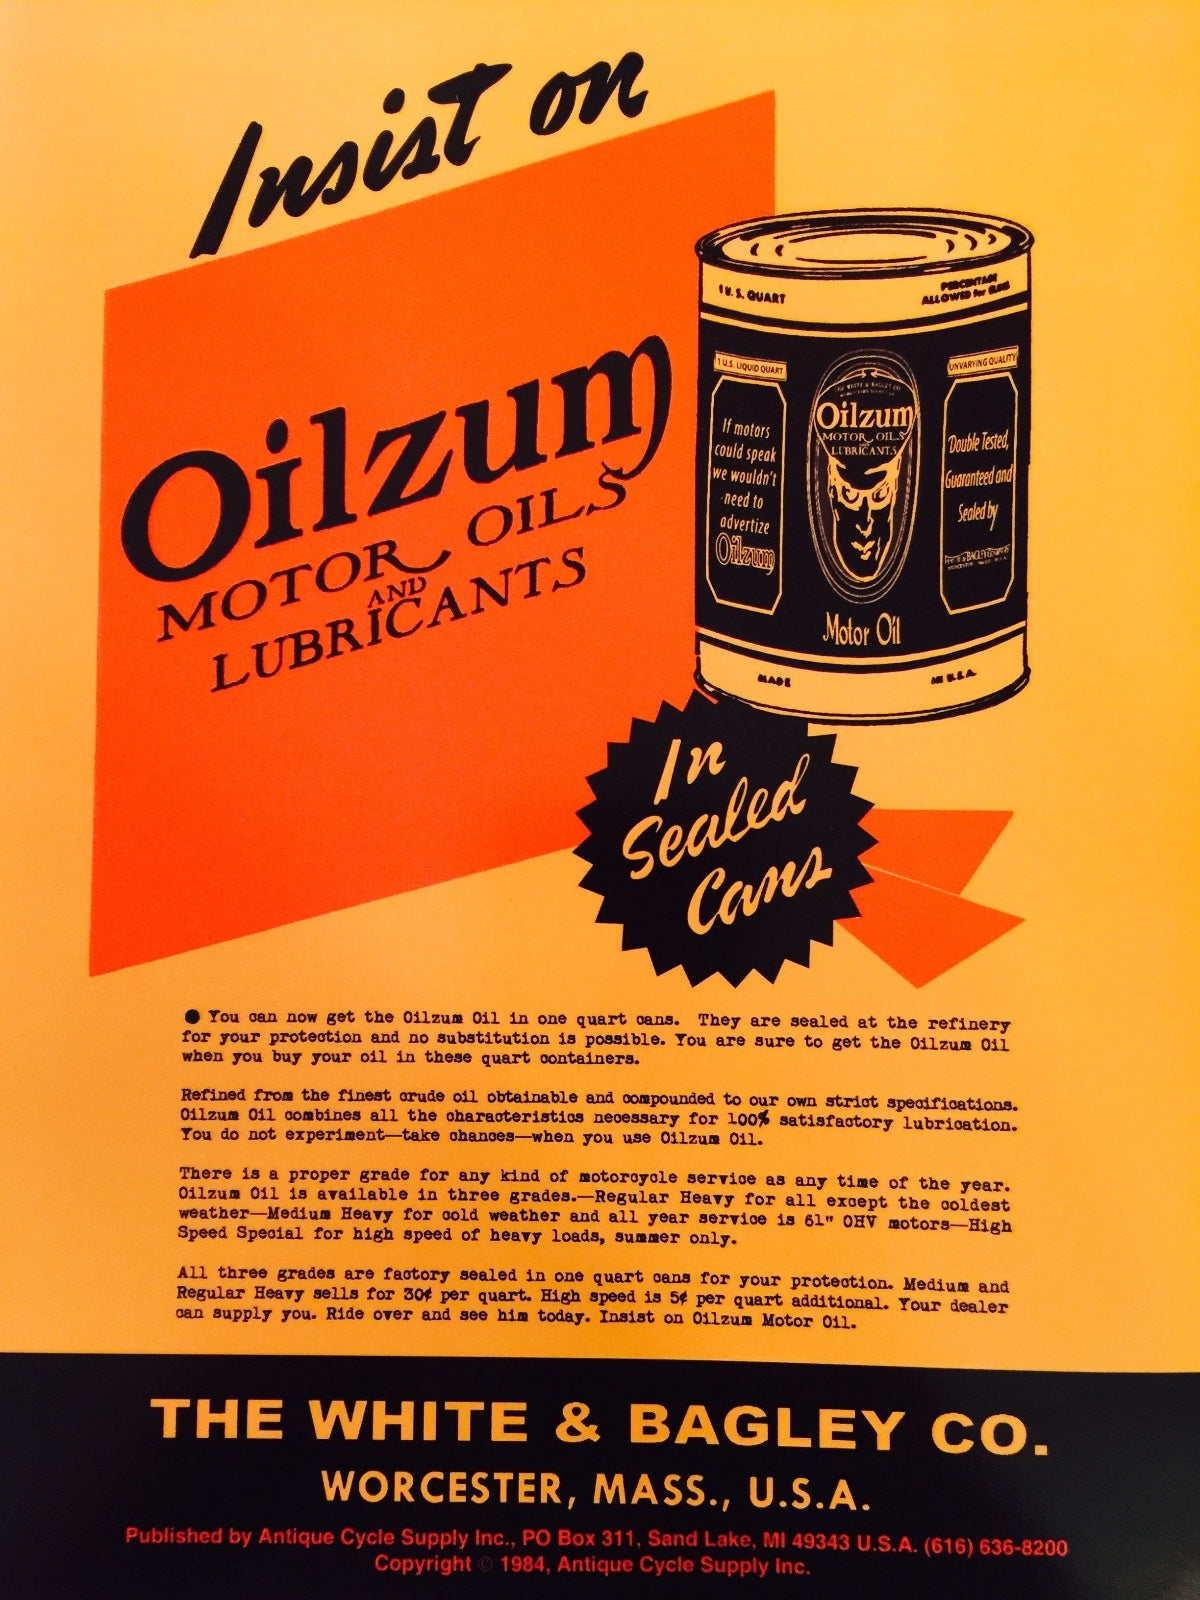 Insist on
Oilzum
MOTOR OILS
AND
LUBRICANTS
1 U.S. QUART
PERCENTAGE
ALLOWED for
1 U.S. LIQUID QUART
If motors
could speak
we wouldn't
need to
advertize
Oilzum
THE WHITE & BAGLEY CO
Oilzum
MOTOR OILS
AND
LUBRICANTS
Motor Oil
UNVARYING QUALITY
Double Tested,
Guaranteed and
Sealed by
MADE
IN U.S.A.
In
Sealed
Cans
● You can now get the Oilzum Oil in one quart cans. They are sealed at the refinery
for your protection and no substitution is possible. You are sure to get the Oilzum Oil
when you buy your oil in these quart containers.
Refined from the finest crude oil obtainable and compounded to our own strict specifications.
Oilzum Oil combines all the characteristics necessary for 100% satisfactory lubrication.
You do not experiment—take chances—when you use Oilzum Oil.
There is a proper grade for any kind of motorcycle service as any time of the year.
Oilzum Oil is available in three grades.—Regular Heavy for all except the coldest
weather—Medium Heavy for cold weather and all year service is 61" OHV motors—High
Speed Special for high speed of heavy loads, summer only.
All three grades are factory sealed in one quart cans for your protection. Medium and
Regular Heavy sells for 30¢ per quart. High speed is 5¢ per quart additional. Your dealer
can supply you. Ride over and see him today. Insist on Oilzum Motor Oil.
THE WHITE & BAGLEY CO.
WORCESTER, MASS., U.S.A.
Published by Antique Cycle Supply Inc., PO Box 311, Sand Lake, MI 49343 U.S.A. (616) 636-8200
Copyright © 1984, Antique Cycle Supply Inc.